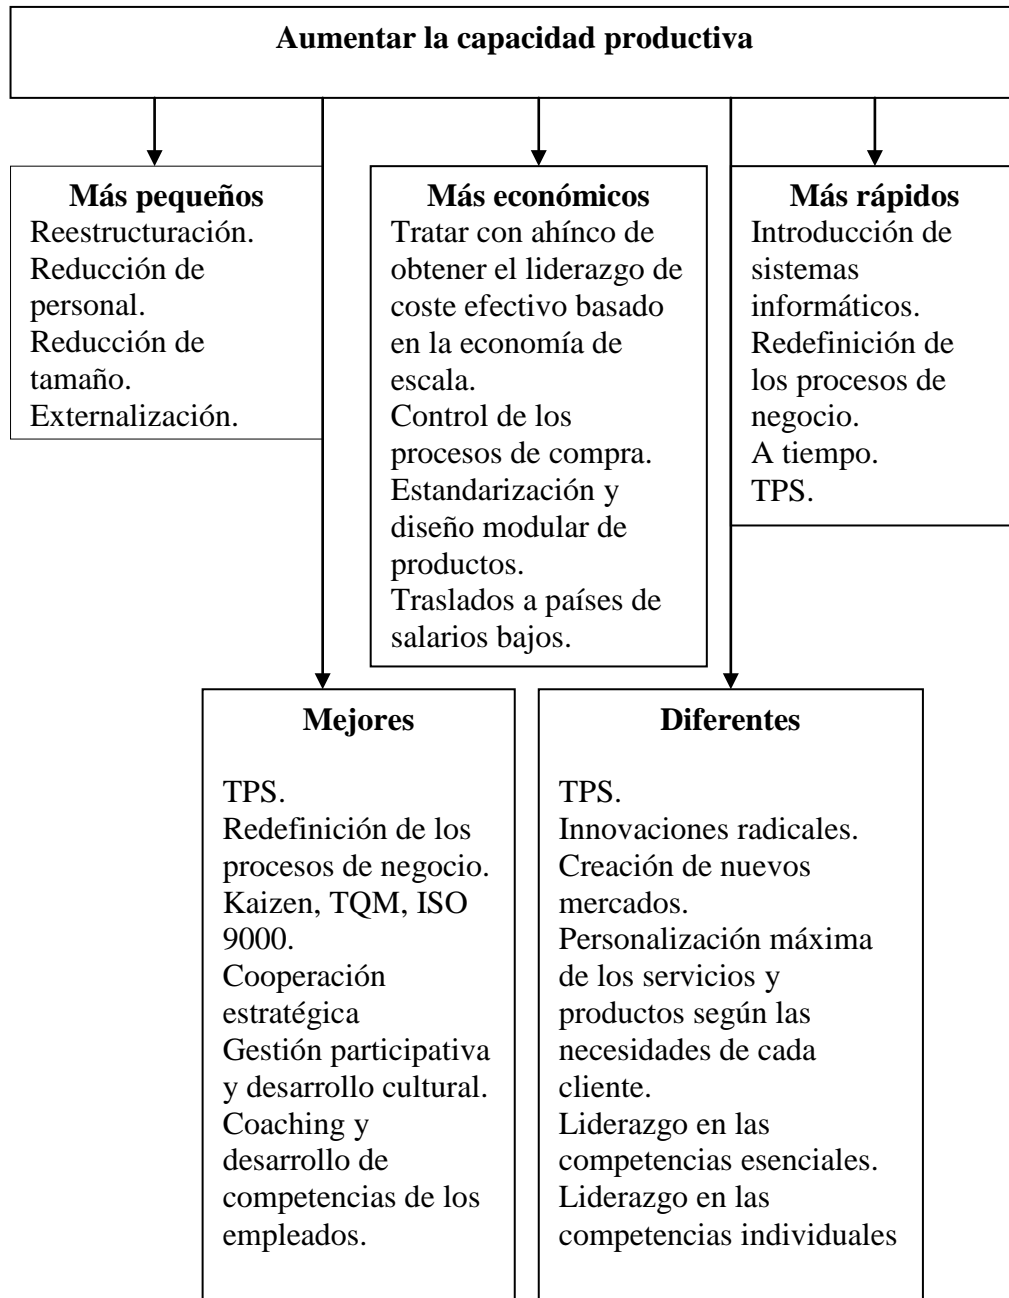 Aumentar la capacidad productiva
Más pequeños
Reestructuración.
Reducción de
personal.
Reducción de
tamaño.
Externalización.
Más económicos
Tratar con ahínco de
obtener el liderazgo de
coste efectivo basado
en la economía de
escala.
Control de los
procesos de compra.
Estandarización y
diseño modular de
productos.
Traslados a países de
salarios bajos.
Más rápidos
Introducción de
sistemas
informáticos.
Redefinición de
los procesos de
negocio.
A tiempo.
TPS.
Mejores
TPS.
Redefinición de los
procesos de negocio.
Kaizen, TQM, ISO
9000.
Cooperación
estratégica
Gestión participativa
y desarrollo cultural.
Coaching y
desarrollo de
competencias de los
empleados.
Diferentes
TPS.
Innovaciones radicales.
Creación de nuevos
mercados.
Personalización máxima
de los servicios y
productos según las
necesidades de cada
cliente.
Liderazgo en las
competencias esenciales.
Liderazgo en las
competencias individuales